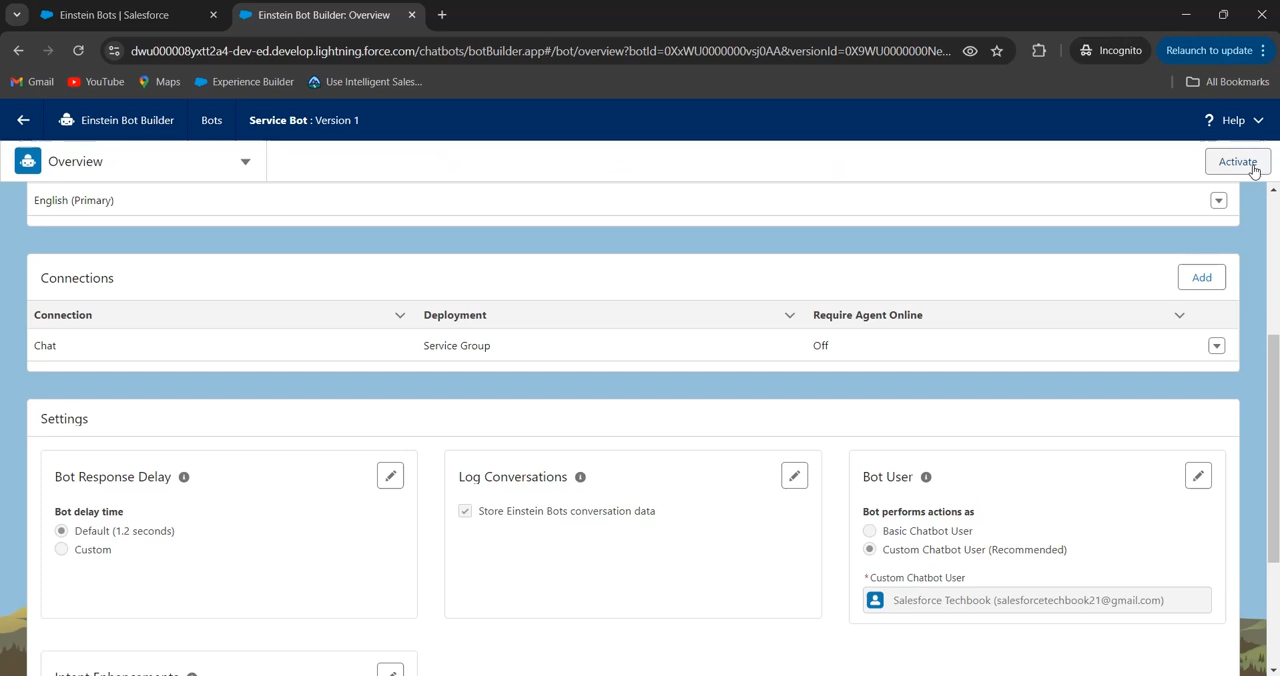 Einstein Bots | Salesforce
Einstein Bot Builder: Overview
dwu000008yxtt2a4-dev-ed.develop.lightning.force.com/chatbots/botBuilder.app#/bot/overview?botId=0XxWU0000000vsj0AA&versionId=0X9WU0000000Ne...
Incognito
Relaunch to update
Gmail
YouTube
Maps
Experience Builder
Use Intelligent Sales...
All Bookmarks
Einstein Bot Builder
Bots
Service Bot : Version 1
? Help
Overview
Activate
English (Primary)
Connections
Add
Connection
Deployment
Require Agent Online
Chat
Service Group
Off
Settings
Bot Response Delay
Log Conversations
Bot User
Bot delay time
Default (1.2 seconds)
Custom
Store Einstein Bots conversation data
Bot performs actions as
Basic Chatbot User
Custom Chatbot User (Recommended)
*Custom Chatbot User
Salesforce Techbook (salesforcetechbook21@gmail.com)
Intent Enhancements